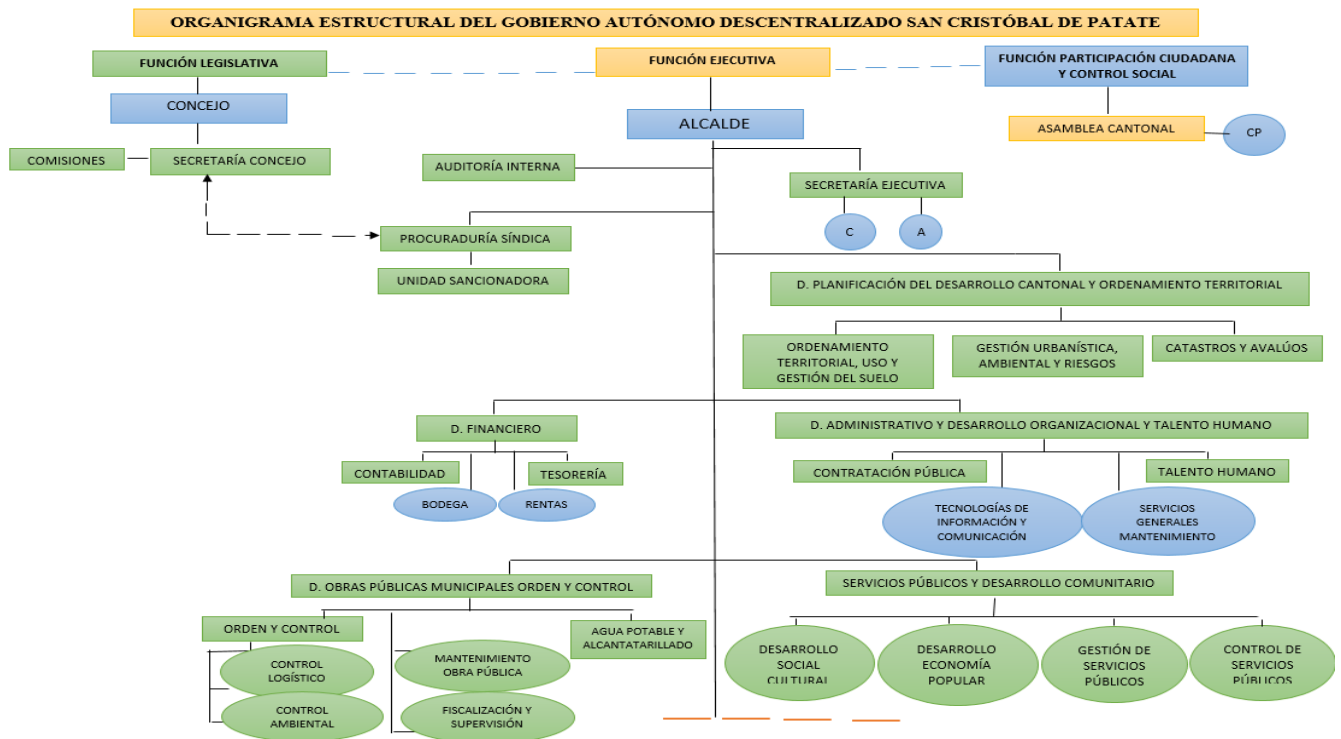 ORGANIGRAMA ESTRUCTURAL DEL GOBIERNO AUTÓNOMO DESCENTRALIZADO SAN CRISTÓBAL DE PATATE
FUNCIÓN LEGISLATIVA
FUNCIÓN EJECUTIVA
FUNCIÓN PARTICIPACIÓN CIUDADANA
Y CONTROL SOCIAL
CONCEJO
ALCALDE
ASAMBLEA CANTONAL
CP
COMISIONES
SECRETARÍA CONCEJO
AUDITORÍA INTERNA
SECRETARÍA EJECUTIVA
C
A
PROCURADURÍA SÍNDICA
UNIDAD SANCIONADORA
D. PLANIFICACIÓN DEL DESARROLLO CANTONAL Y ORDENAMIENTO TERRITORIAL
ORDENAMIENTO
TERRITORIAL, USO Y
GESTIÓN DEL SUELO
GESTIÓN URBANÍSTICA,
AMBIENTAL Y RIESGOS
CATASTROS Y AVALÚOS
D. FINANCIERO
CONTABILIDAD
TESORERÍA
BODEGA
RENTAS
D. ADMINISTRATIVO Y DESARROLLO ORGANIZACIONAL Y TALENTO HUMANO
CONTRATACIÓN PÚBLICA
TALENTO HUMANO
TECNOLOGÍAS DE
INFORMACIÓN Y
COMUNICACIÓN
SERVICIOS
GENERALES
MANTENIMIENTO
D. OBRAS PÚBLICAS MUNICIPALES ORDEN Y CONTROL
ORDEN Y CONTROL
CONTROL
LOGÍSTICO
CONTROL
AMBIENTAL
MANTENIMIENTO
OBRA PÚBLICA
FISCALIZACIÓN Y
SUPERVISIÓN
AGUA POTABLE Y
ALCANTATARILLADO
SERVICIOS PÚBLICOS Y DESARROLLO COMUNITARIO
DESARROLLO
SOCIAL
CULTURAL
DESARROLLO
ECONOMÍA
POPULAR
GESTIÓN DE
SERVICIOS
PÚBLICOS
CONTROL DE
SERVICIOS
PÚBLICOS